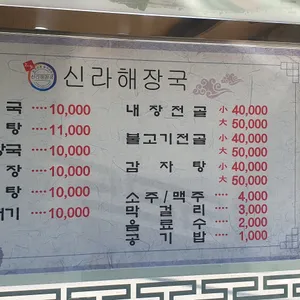 신라해장국
국 ···· 10,000
탕 ···· 11,000
국 ···· 10,000
장 ···· 10,000
탕 ···· 10,000
기 ···· 10,000
내장전골 小 40,000
大 50,000
불고기전골 小 40,000
大 50,000
감자탕 小 40,000
大 50,000
소주/맥주 ···· 4,000
막걸리 ···· 3,000
음료수 ···· 2,000
공기밥 ···· 1,000